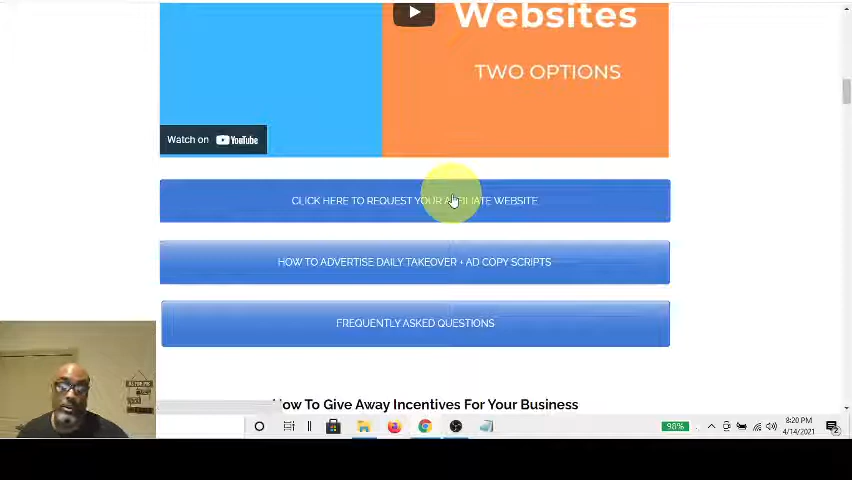 Websites
TWO OPTIONS
Watch on YouTube
CLICK HERE TO REQUEST YOUR AFFILIATE WEBSITE
HOW TO ADVERTISE DAILY TAKEOVER + AD COPY SCRIPTS
FREQUENTLY ASKED QUESTIONS
How To Give Away Incentives For Your Business
98%
8:20 PM
4/14/2021